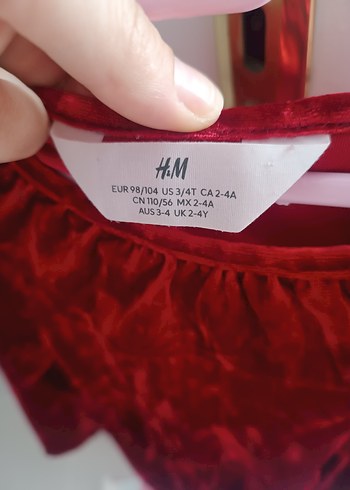 H&M
EUR 98/104 US 3/4T CA 2-4A
CN 110/56 MX 2-4A
AUS 3-4 UK 2-4Y